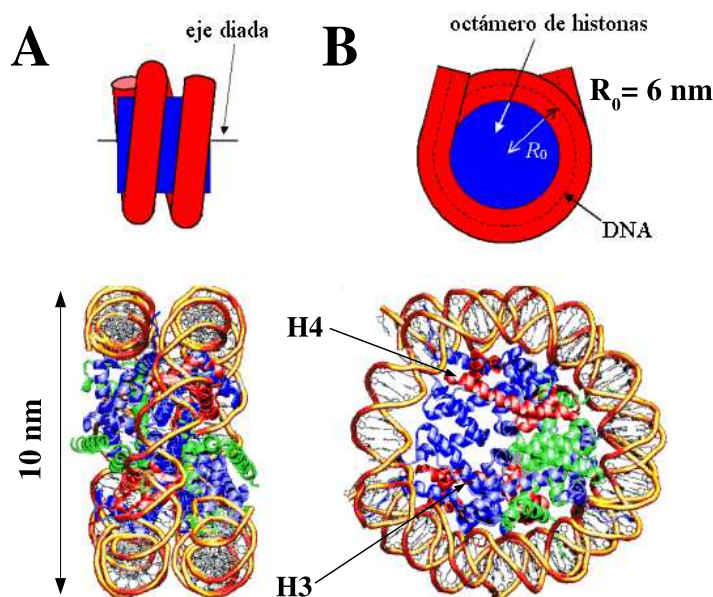 A
eje diada
B
octámero de histonas
R₀= 6 nm
R₀
DNA
10 nm
H4
H3